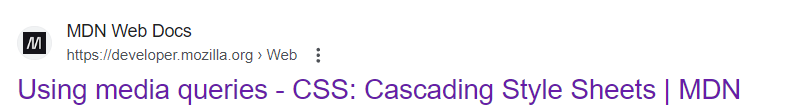 MDN Web Docs
https://developer.mozilla.org › Web
Using media queries - CSS: Cascading Style Sheets | MDN